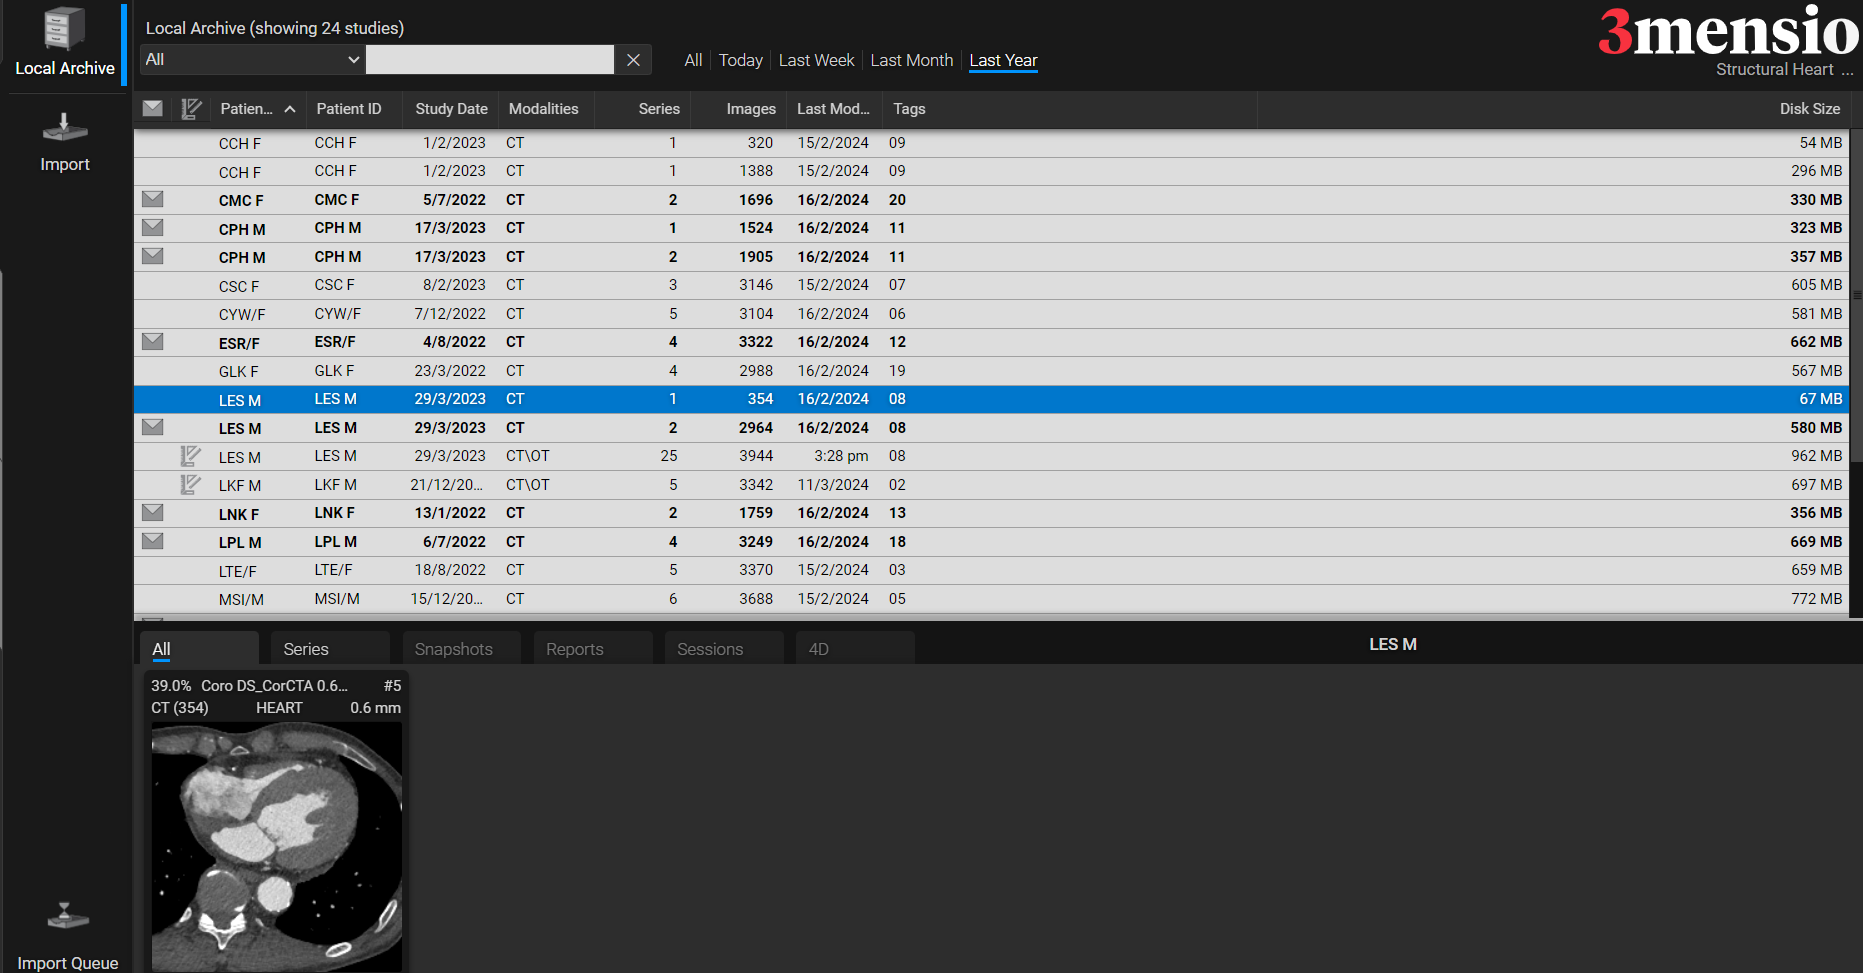 Local Archive
Import
Import Queue
Local Archive (showing 24 studies)
All
All Today Last Week Last Month Last Year
3mensio
Structural Heart ...
Patien... Patient ID Study Date Modalities Series Images Last Mod... Tags Disk Size
CCH F CCH F 1/2/2023 CT 1 320 15/2/2024 09 54 MB
CCH F CCH F 1/2/2023 CT 1 1388 15/2/2024 09 296 MB
CMC F CMC F 5/7/2022 CT 2 1696 16/2/2024 20 330 MB
CPH M CPH M 17/3/2023 CT 1 1524 16/2/2024 11 323 MB
CPH M CPH M 17/3/2023 CT 2 1905 16/2/2024 11 357 MB
CSC F CSC F 8/2/2023 CT 3 3146 15/2/2024 07 605 MB
CYW/F CYW/F 7/12/2022 CT 5 3104 16/2/2024 06 581 MB
ESR/F ESR/F 4/8/2022 CT 4 3322 16/2/2024 12 662 MB
GLK F GLK F 23/3/2022 CT 4 2988 16/2/2024 19 567 MB
LES M LES M 29/3/2023 CT 1 354 16/2/2024 08 67 MB
LES M LES M 29/3/2023 CT 2 2964 16/2/2024 08 580 MB
LES M LES M 29/3/2023 CT\OT 25 3944 3:28 pm 08 962 MB
LKF M LKF M 21/12/20... CT\OT 5 3342 11/3/2024 02 697 MB
LNK F LNK F 13/1/2022 CT 2 1759 16/2/2024 13 356 MB
LPL M LPL M 6/7/2022 CT 4 3249 16/2/2024 18 669 MB
LTE/F LTE/F 18/8/2022 CT 5 3370 15/2/2024 03 659 MB
MSI/M MSI/M 15/12/20... CT 6 3688 15/2/2024 05 772 MB
All Series Snapshots Reports Sessions 4D LES M
39.0% Coro DS_CorCTA 0.6... #5
CT (354) HEART 0.6 mm